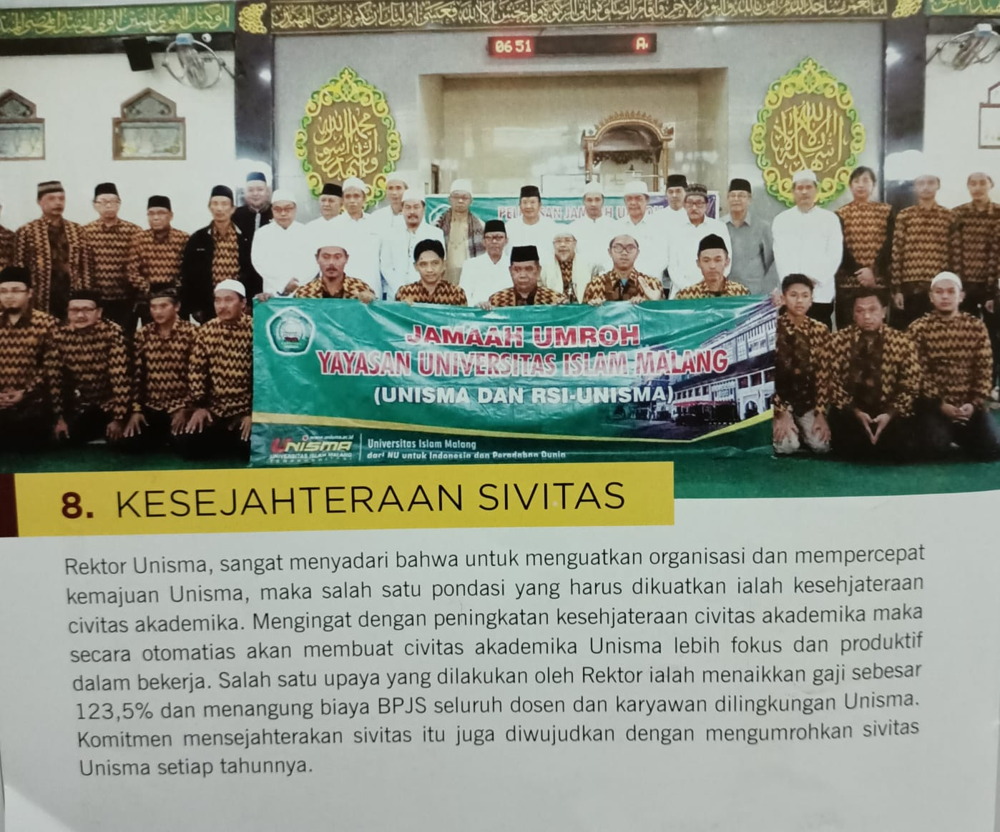 06 51 A.
JAMAAH UMROH
YAYASAN UNIVERSITAS ISLAM MALANG
(UNISMA DAN RSI-UNISMA)
UNISMA
www.unisma.ac.id
UNIVERSITAS ISLAM MALANG
Universitas Islam Malang
dari NU untuk Indonesia dan Peradaban Dunia
8. KESEJAHTERAAN SIVITAS
Rektor Unisma, sangat menyadari bahwa untuk menguatkan organisasi dan mempercepat
kemajuan Unisma, maka salah satu pondasi yang harus dikuatkan ialah kesehjateraan
civitas akademika. Mengingat dengan peningkatan kesehjateraan civitas akademika maka
secara otomatias akan membuat civitas akademika Unisma lebih fokus dan produktif
dalam bekerja. Salah satu upaya yang dilakukan oleh Rektor ialah menaikkan gaji sebesar
123,5% dan menangung biaya BPJS seluruh dosen dan karyawan dilingkungan Unisma.
Komitmen mensejahterakan sivitas itu juga diwujudkan dengan mengumrohkan sivitas
Unisma setiap tahunnya.